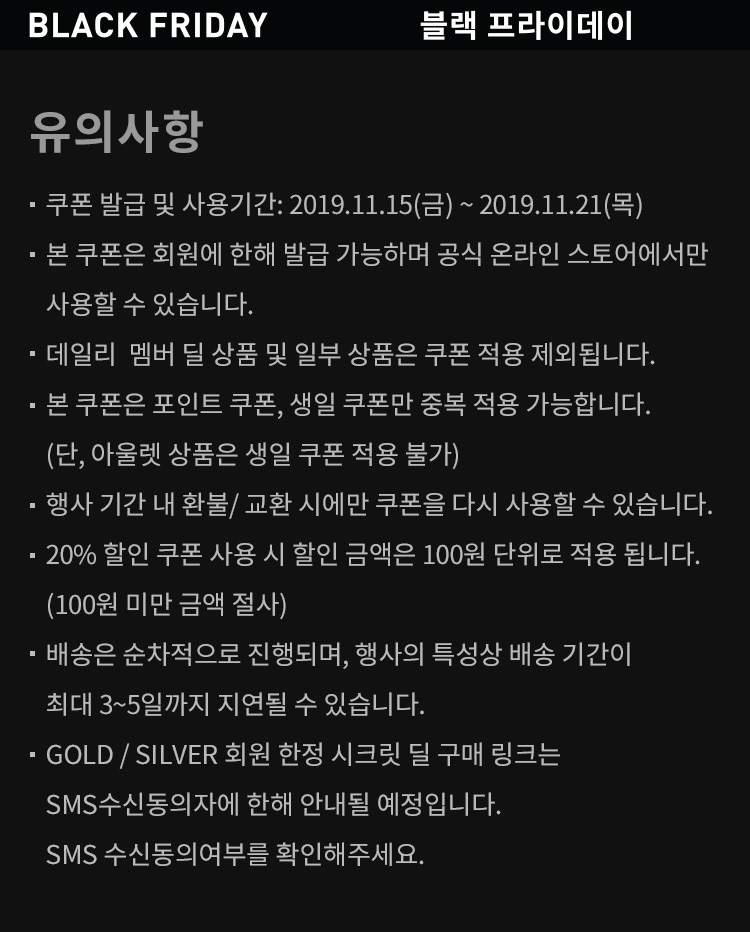 BLACK FRIDAY 블랙 프라이데이
유의사항
· 쿠폰 발급 및 사용기간: 2019.11.15(금) ~ 2019.11.21(목)
· 본 쿠폰은 회원에 한해 발급 가능하며 공식 온라인 스토어에서만
사용할 수 있습니다.
· 데일리 멤버 딜 상품 및 일부 상품은 쿠폰 적용 제외됩니다.
· 본 쿠폰은 포인트 쿠폰, 생일 쿠폰만 중복 적용 가능합니다.
(단, 아울렛 상품은 생일 쿠폰 적용 불가)
· 행사 기간 내 환불/ 교환 시에만 쿠폰을 다시 사용할 수 있습니다.
· 20% 할인 쿠폰 사용 시 할인 금액은 100원 단위로 적용 됩니다.
(100원 미만 금액 절사)
· 배송은 순차적으로 진행되며, 행사의 특성상 배송 기간이
최대 3~5일까지 지연될 수 있습니다.
· GOLD / SILVER 회원 한정 시크릿 딜 구매 링크는
SMS수신동의자에 한해 안내될 예정입니다.
SMS 수신동의여부를 확인해주세요.